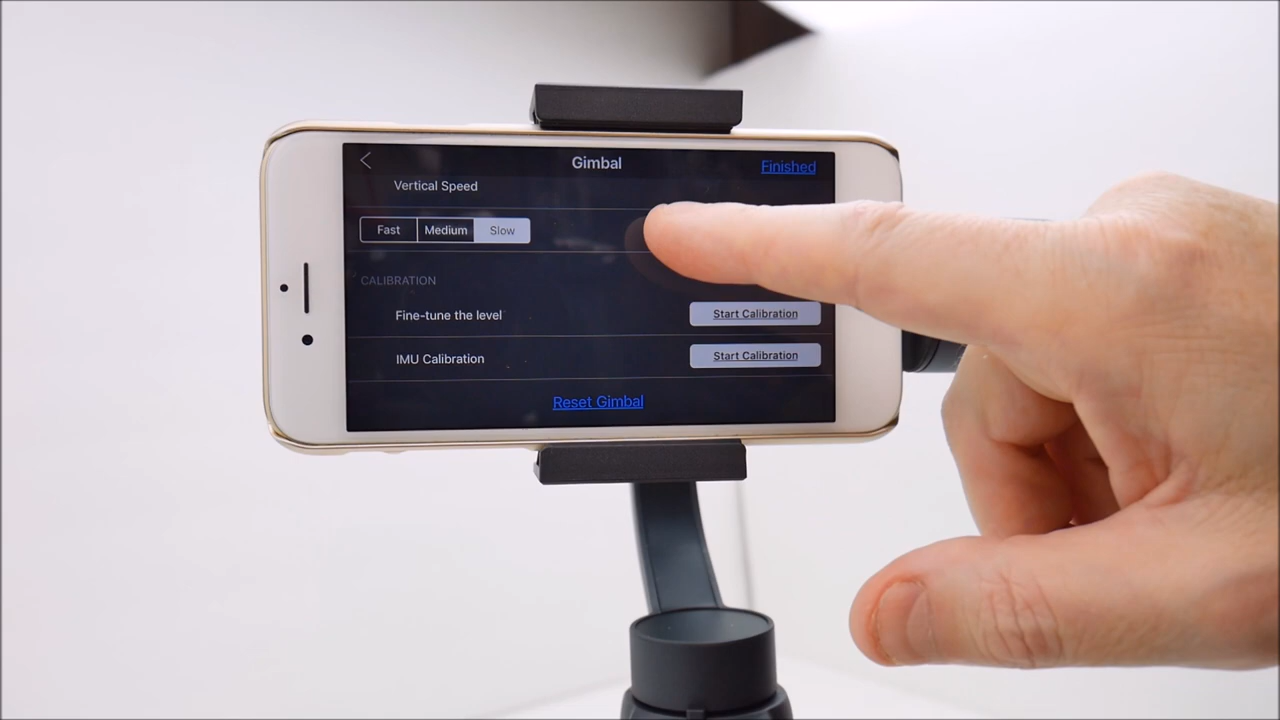 Gimbal
Finished
Vertical Speed
Fast Medium Slow
CALIBRATION
Fine-tune the level Start Calibration
IMU Calibration Start Calibration
Reset Gimbal